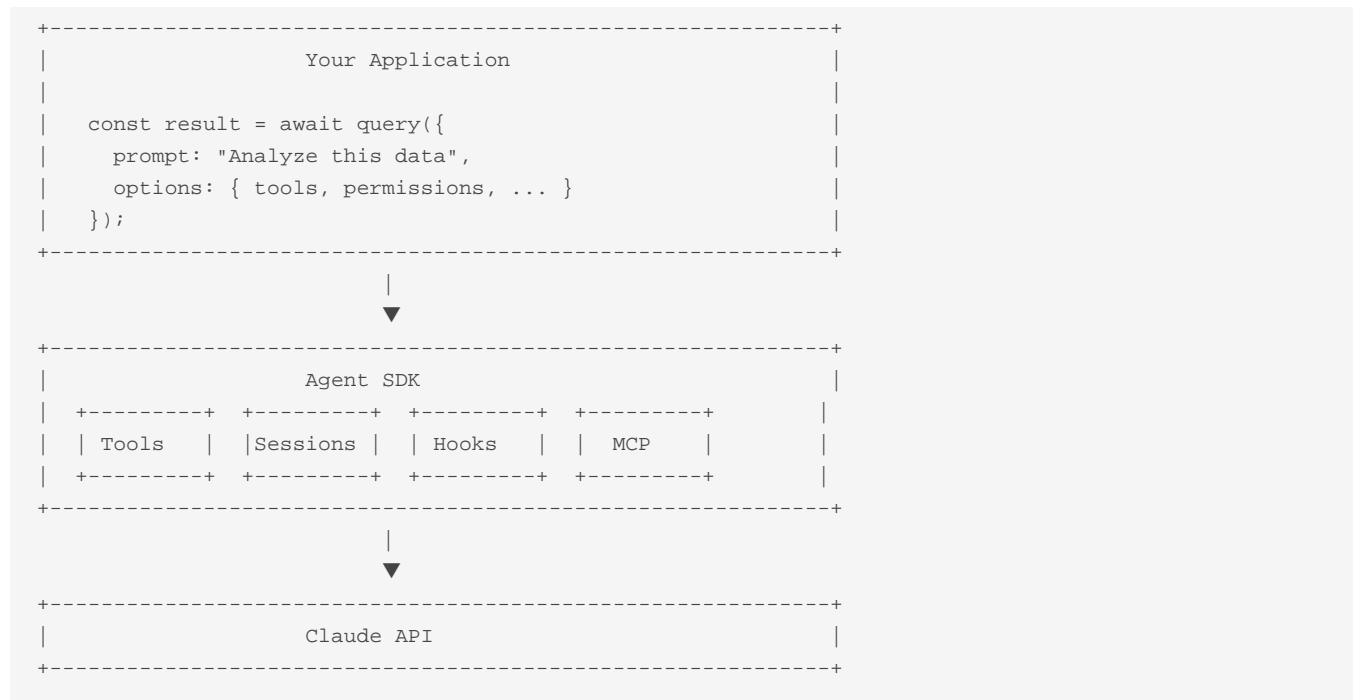 +-------------------------------------------------------------+
|                    Your Application                         |
|                                                             |
|   const result = await query({                              |
|     prompt: "Analyze this data",                            |
|     options: { tools, permissions, ... }                    |
|   });                                                       |
+-------------------------------------------------------------+
|
▼
+-------------------------------------------------------------+
|                    Agent SDK                                |
|  +---------+  +---------+  +---------+  +---------+        |
|  | Tools   |  |Sessions |  | Hooks   |  |  MCP    |        |
|  +---------+  +---------+  +---------+  +---------+        |
+-------------------------------------------------------------+
|
▼
+-------------------------------------------------------------+
|                    Claude API                               |
+-------------------------------------------------------------+